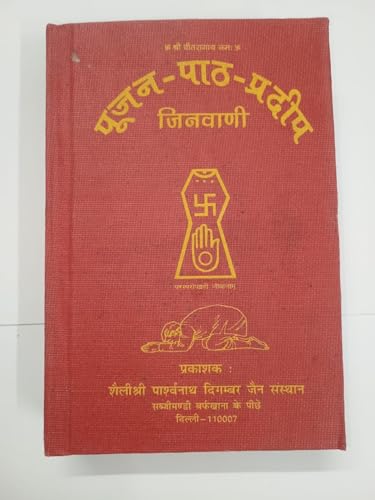 ॐ श्री वीतरागाय नमः ॐ
पूजन-पाठ-प्रदीप
जिनवाणी
परस्परोपग्रहो जीवानाम्
प्रकाशक :
शैलीश्री पार्श्वनाथ दिगम्बर जैन संस्थान
सब्जीमण्डी बर्फखाना के पीछे
दिल्ली-110007